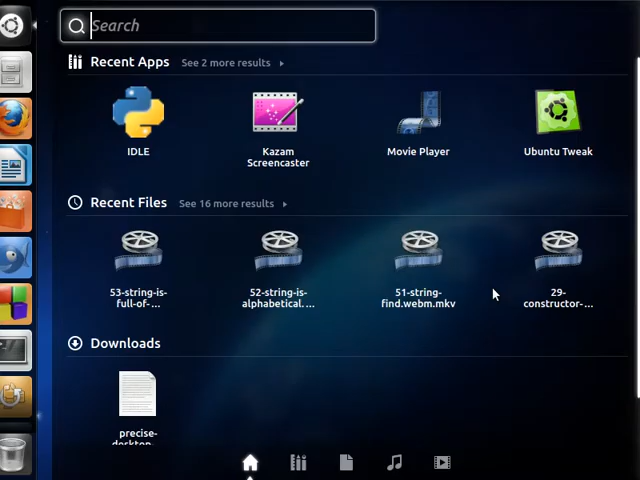 Search
Recent Apps See 2 more results
IDLE
Kazam
Screencaster
Movie Player
Ubuntu Tweak
Recent Files See 16 more results
53-string-is-
full-of-...
52-string-is-
alphabetical....
51-string-
find.webm.mkv
29-
constructor-...
Downloads
precise-
desktop-